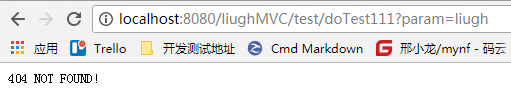 localhost:8080/liughMVC/test/doTest111?param=liugh
应用 Trello 开发测试地址 Cmd Markdown 邢小龙/mynf - 码云
404 NOT FOUND!